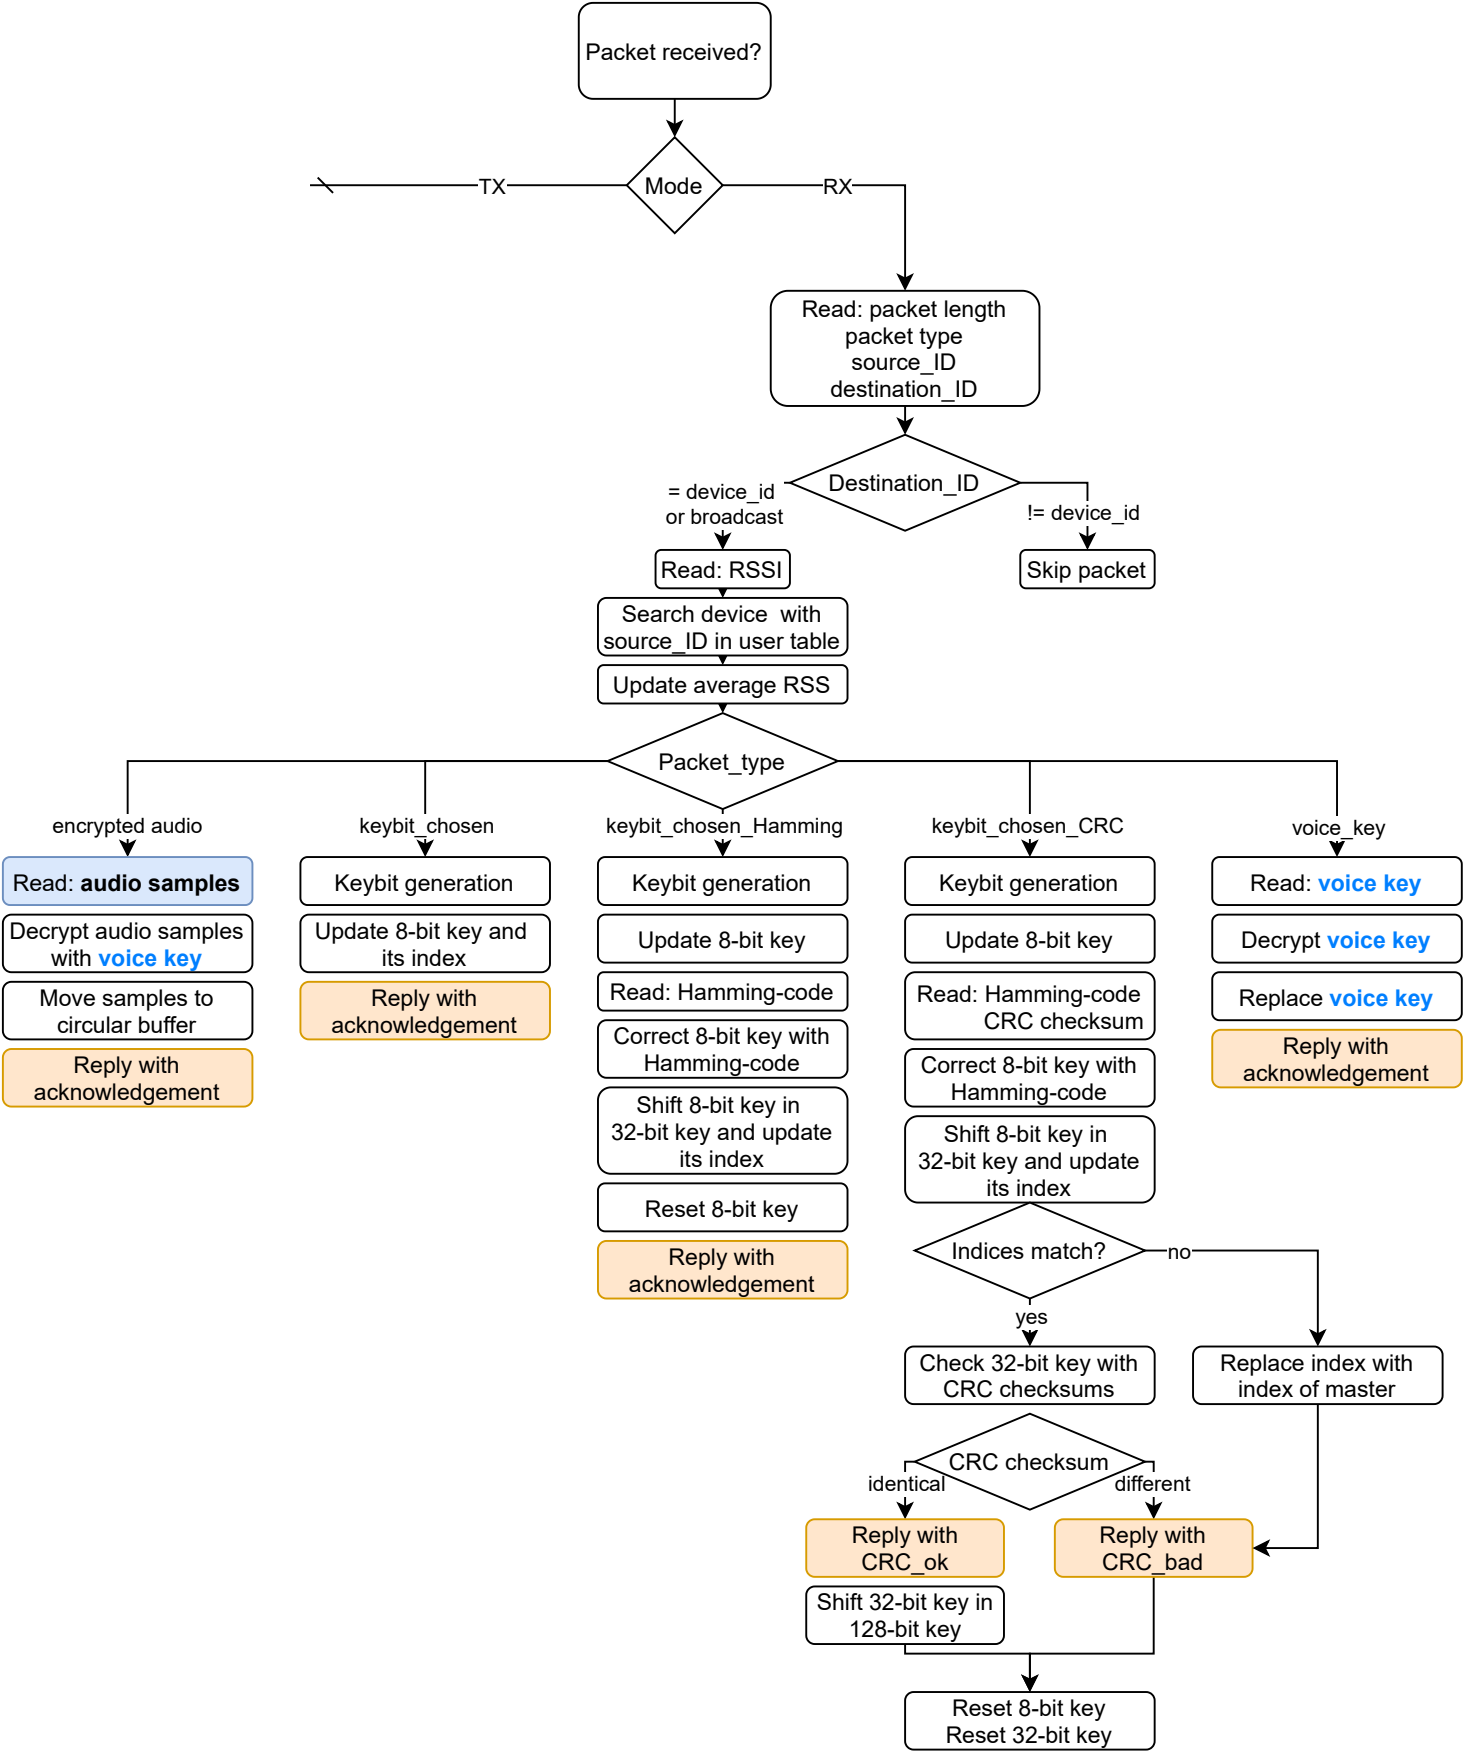 Packet received?
Mode
TX
RX
Read: packet length
packet type
source_ID
destination_ID
Destination_ID
= device_id
or broadcast
!= device_id
Read: RSSI
Skip packet
Search device with
source_ID in user table
Update average RSS
Packet_type
encrypted audio
Read: audio samples
Decrypt audio samples
with voice key
Move samples to
circular buffer
Reply with
acknowledgement
keybit_chosen
Keybit generation
Update 8-bit key and
its index
Reply with
acknowledgement
keybit_chosen_Hamming
Keybit generation
Update 8-bit key
Read: Hamming-code
Correct 8-bit key with
Hamming-code
Shift 8-bit key in
32-bit key and update
its index
Reset 8-bit key
Reply with
acknowledgement
keybit_chosen_CRC
Keybit generation
Update 8-bit key
Read: Hamming-code
CRC checksum
Correct 8-bit key with
Hamming-code
Shift 8-bit key in
32-bit key and update
its index
Indices match?
no
yes
Check 32-bit key with
CRC checksums
Replace index with
index of master
CRC checksum
identical
different
Reply with
CRC_ok
Reply with
CRC_bad
Shift 32-bit key in
128-bit key
Reset 8-bit key
Reset 32-bit key
voice_key
Read: voice key
Decrypt voice key
Replace voice key
Reply with
acknowledgement